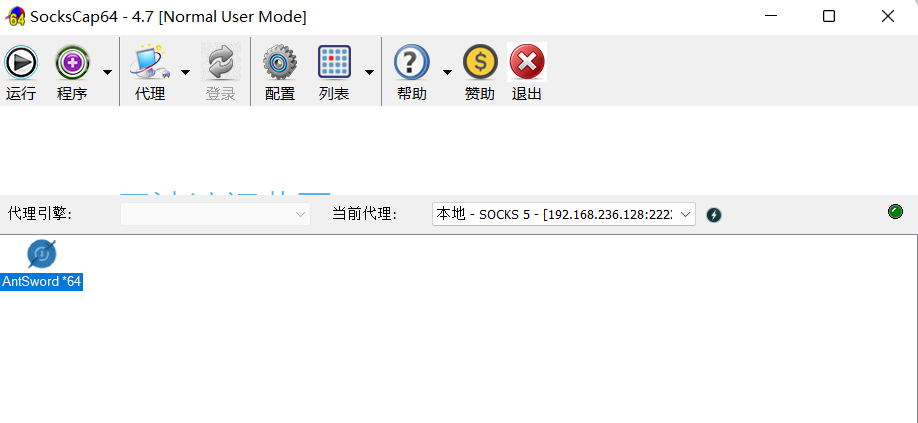 SocksCap64 - 4.7 [Normal User Mode]
运行 程序 代理 登录 配置 列表 帮助 赞助 退出
代理引擎: 当前代理: 本地 - SOCKS 5 - [192.168.236.128:222
AntSword *64